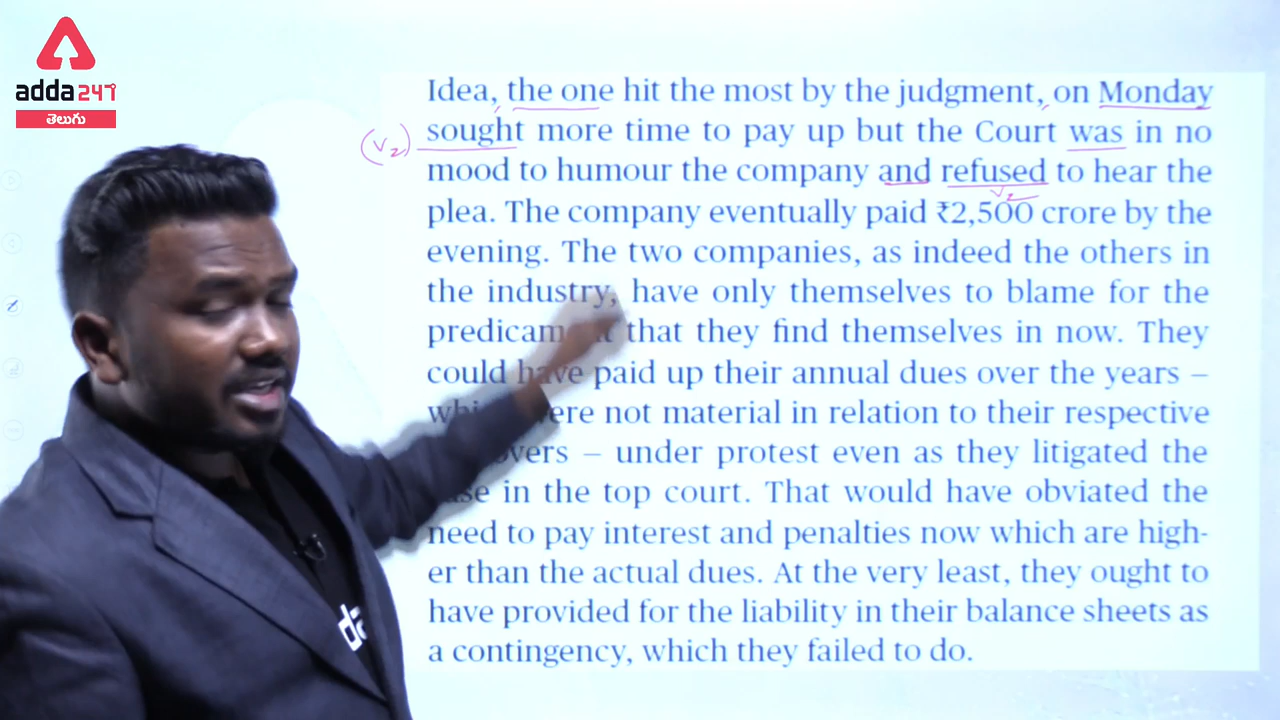 adda247
తెలుగు
Idea, the one hit the most by the judgment, on Monday
(V2) sought more time to pay up but the Court was in no
mood to humour the company and refused to hear the
V2
plea. The company eventually paid ₹2,500 crore by the
evening. The two companies, as indeed the others in
the industry, have only themselves to blame for the
that they find themselves in now. They
could have paid up their annual dues over the years –
were not material in relation to their respective
– under protest even as they litigated the
in the top court. That would have obviated the
need to pay interest and penalties now which are high-
er than the actual dues. At the very least, they ought to
have provided for the liability in their balance sheets as
a contingency, which they failed to do.
da